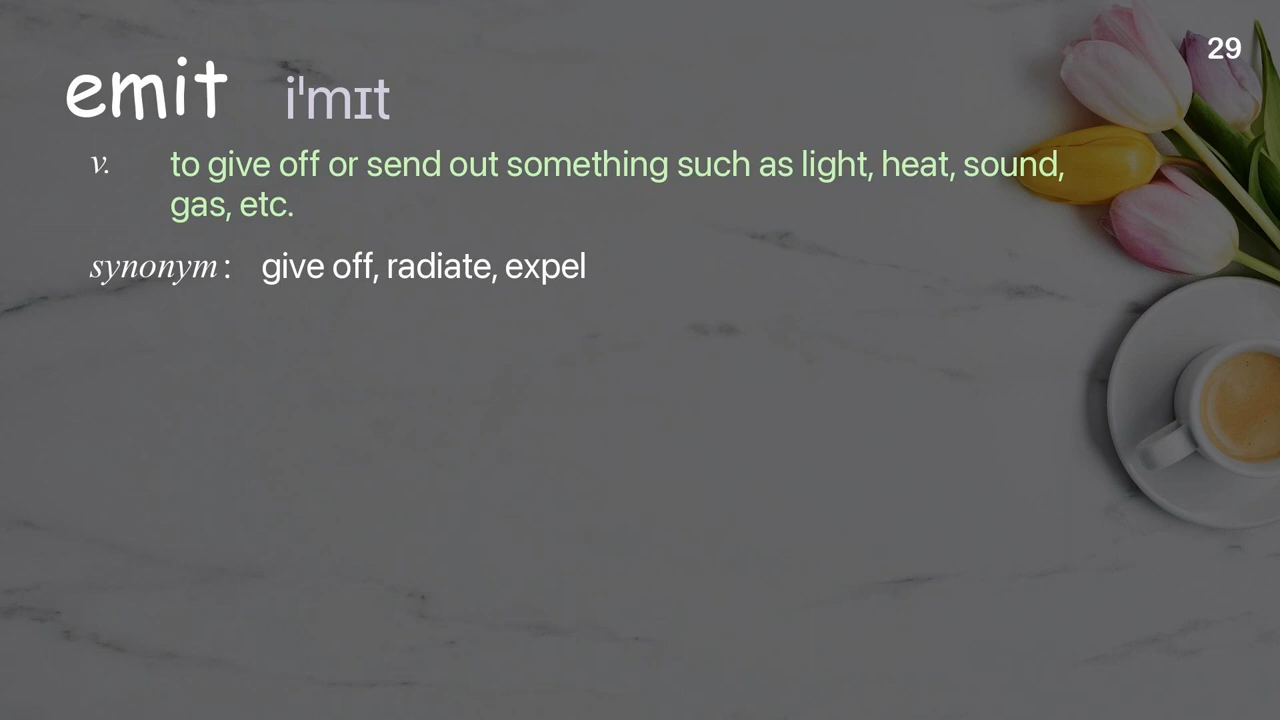 29
emit iˈmɪt
v. to give off or send out something such as light, heat, sound,
gas, etc.
synonym: give off, radiate, expel